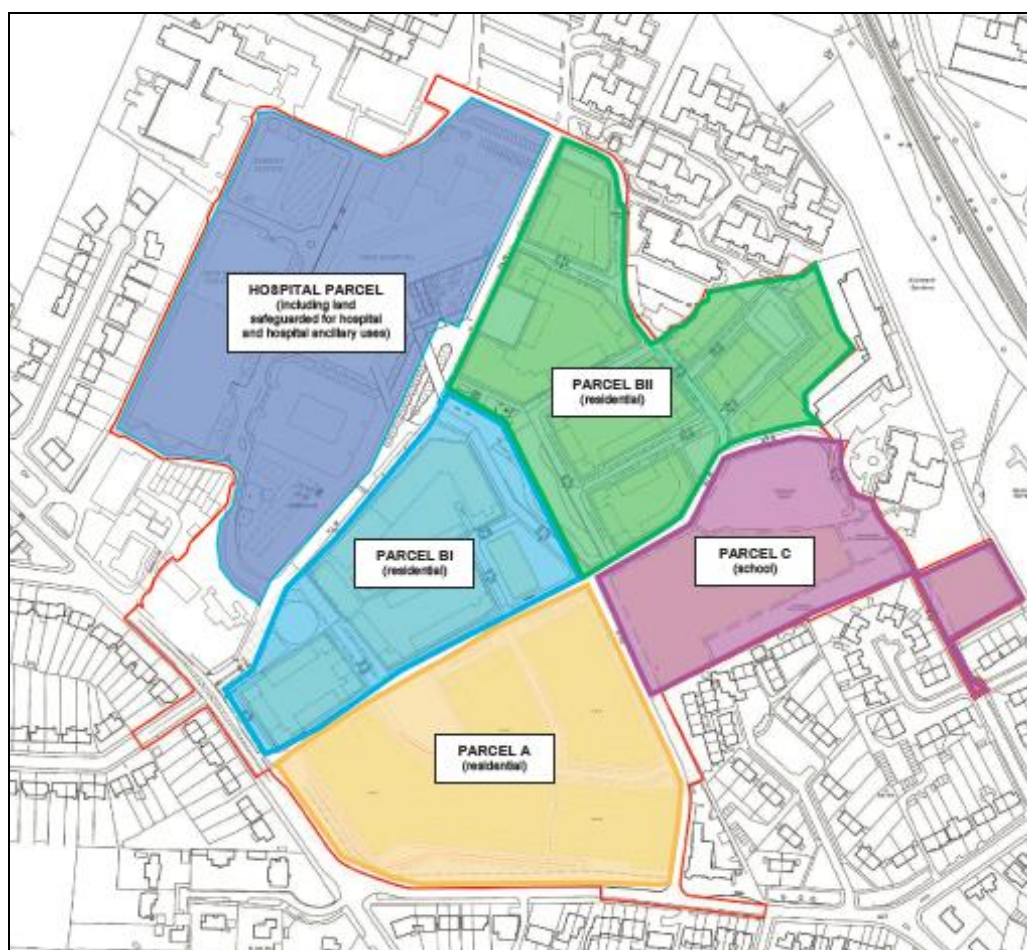 HOSPITAL PARCEL
(including land
safeguarded for hospital
and hospital ancillary uses)
PARCEL BII
(residential)
PARCEL BI
(residential)
PARCEL C
(school)
PARCEL A
(residential)